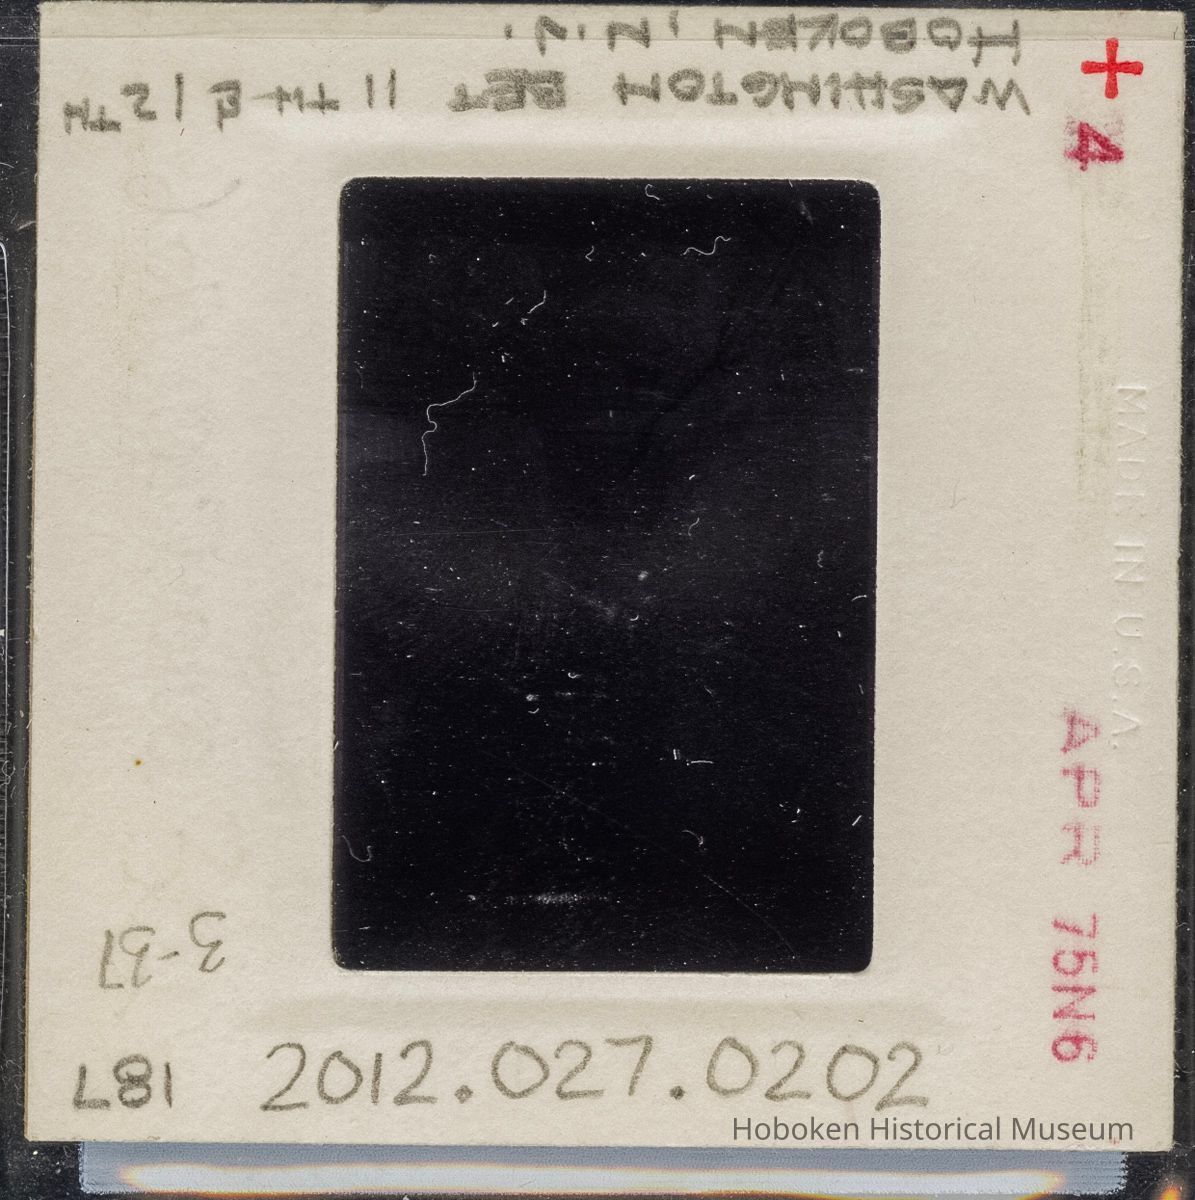 WASHINGTON BET 11TH & 12TH
HOBOKEN, N.J.
+
4
MADE IN U.S.A.
APR 75N6
3-37
187
2012.027.0202
Hoboken Historical Museum